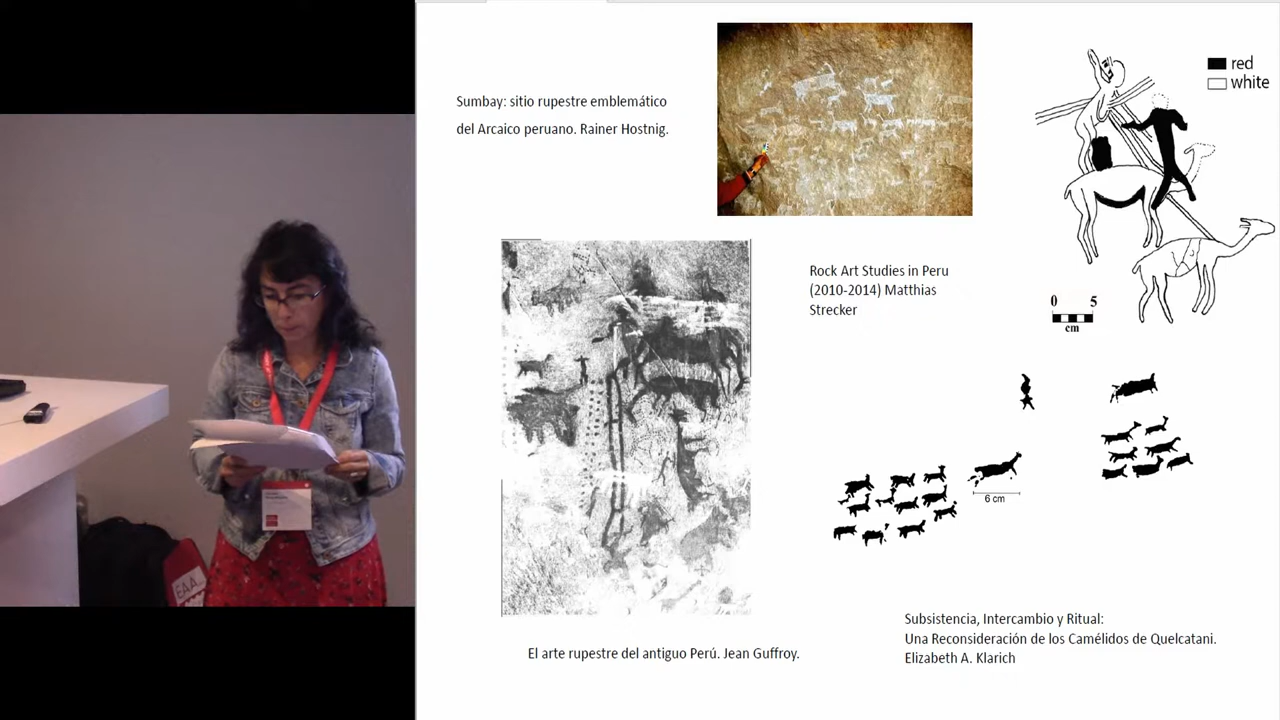 Sumbay: sitio rupestre emblemático
del Arcaico peruano. Rainer Hostnig.
red
white
Rock Art Studies in Peru
(2010-2014) Matthias
Strecker
0 5
cm
6 cm
Subsistencia, Intercambio y Ritual:
Una Reconsideración de los Camélidos de Quelcatani.
Elizabeth A. Klarich
El arte rupestre del antiguo Perú. Jean Guffroy.
EAA